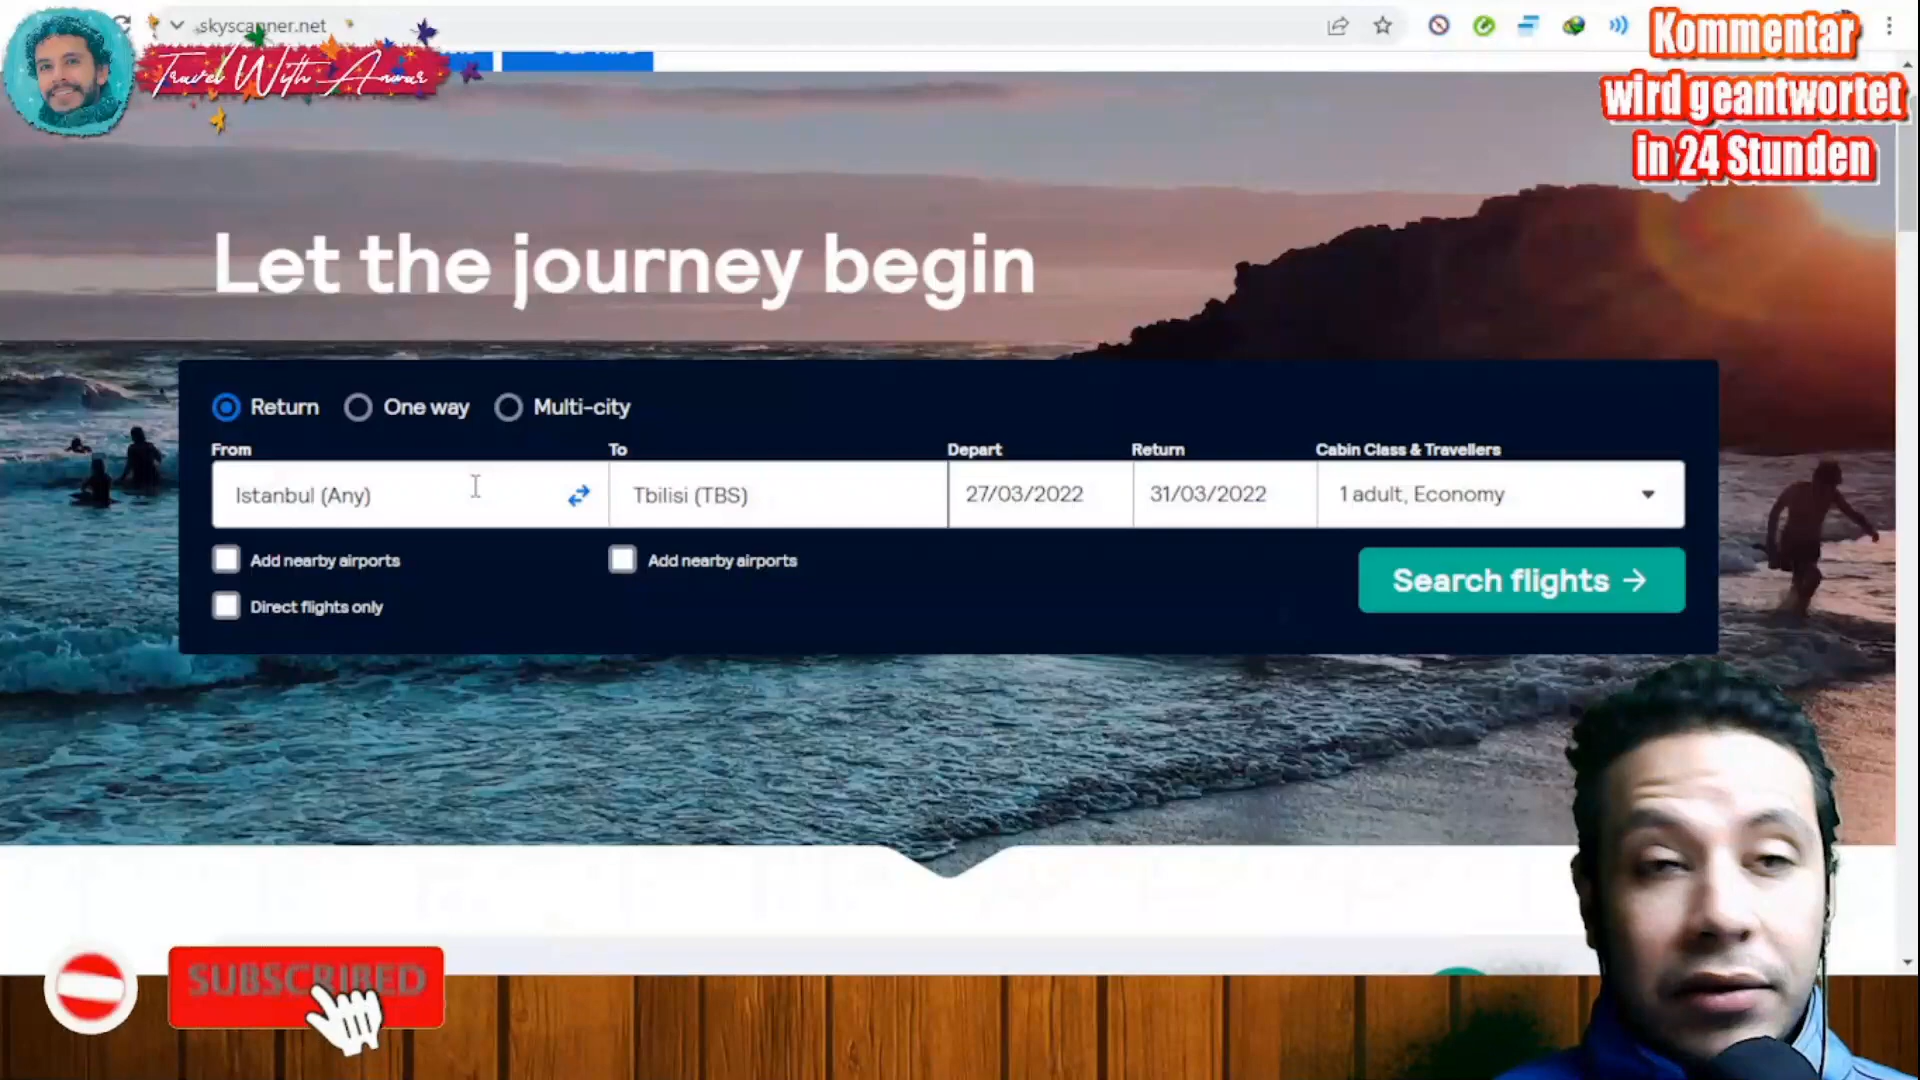 skyscanner.net
Travel With Anwar
Kommentar
wird geantwortet
in 24 Stunden
Let the journey begin
Return
One way
Multi-city
From
To
Depart
Return
Cabin Class & Travellers
Istanbul (Any)
Tbilisi (TBS)
27/03/2022
31/03/2022
1 adult, Economy
Add nearby airports
Add nearby airports
Direct flights only
Search flights →
SUBSCRIBED